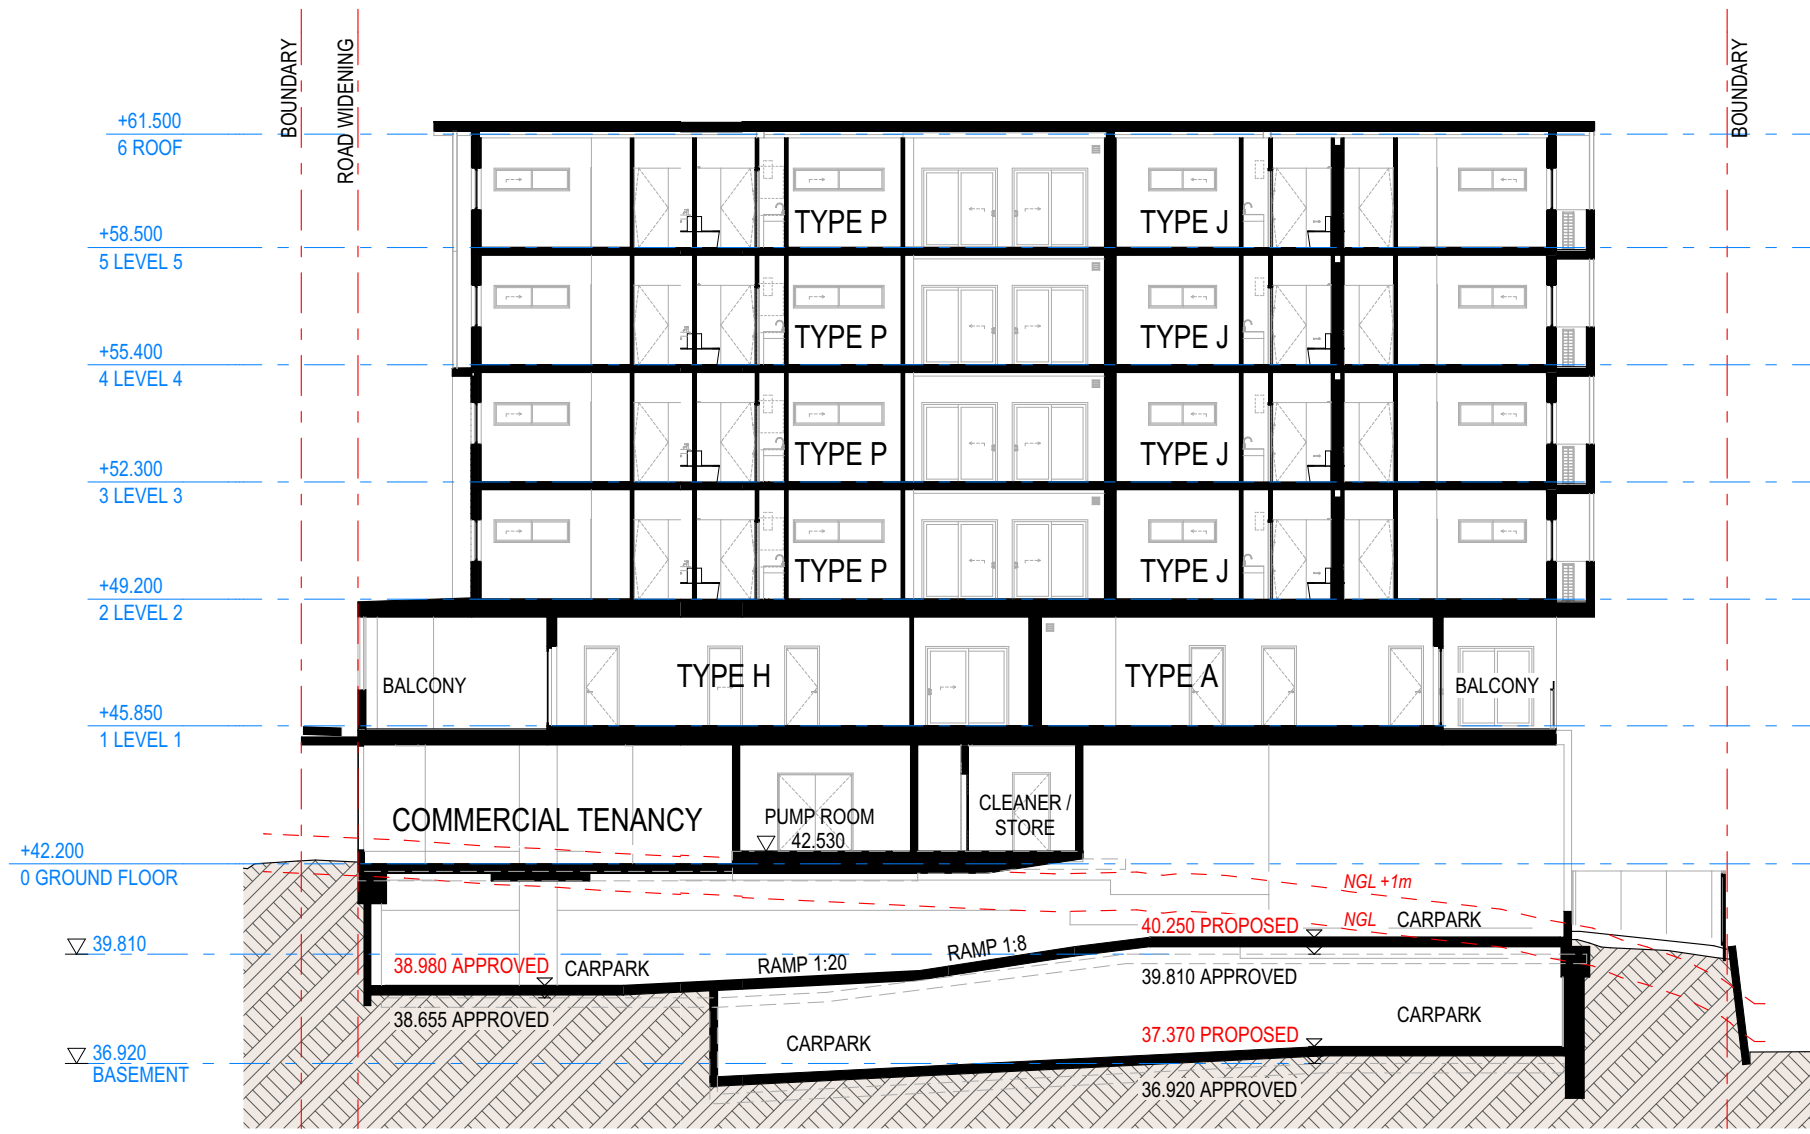 BOUNDARY
ROAD WIDENING
BOUNDARY
+61.500
6 ROOF
+58.500
5 LEVEL 5
TYPE P
TYPE J
+55.400
4 LEVEL 4
TYPE P
TYPE J
+52.300
3 LEVEL 3
TYPE P
TYPE J
+49.200
2 LEVEL 2
TYPE P
TYPE J
+45.850
1 LEVEL 1
BALCONY
TYPE H
TYPE A
BALCONY
COMMERCIAL TENANCY
PUMP ROOM
42.530
CLEANER /
STORE
+42.200
0 GROUND FLOOR
NGL +1m
NGL
40.250 PROPOSED
CARPARK
39.810
38.980 APPROVED
CARPARK
RAMP 1:20
RAMP 1:8
39.810 APPROVED
38.655 APPROVED
CARPARK
CARPARK
37.370 PROPOSED
36.920
BASEMENT
36.920 APPROVED